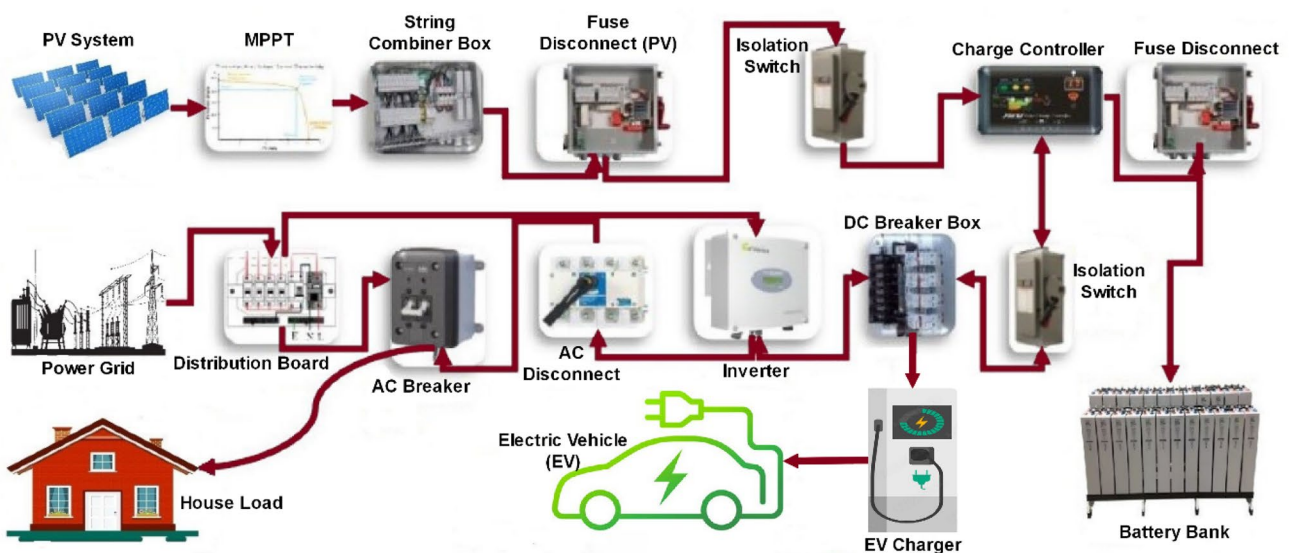 PV System
MPPT
String
Combiner Box
Fuse
Disconnect (PV)
Isolation
Switch
Charge Controller
Fuse Disconnect
Power Grid
Distribution Board
E N L
AC Breaker
AC
Disconnect
Inverter
DC Breaker Box
Isolation
Switch
House Load
Electric Vehicle
(EV)
EV Charger
Battery Bank